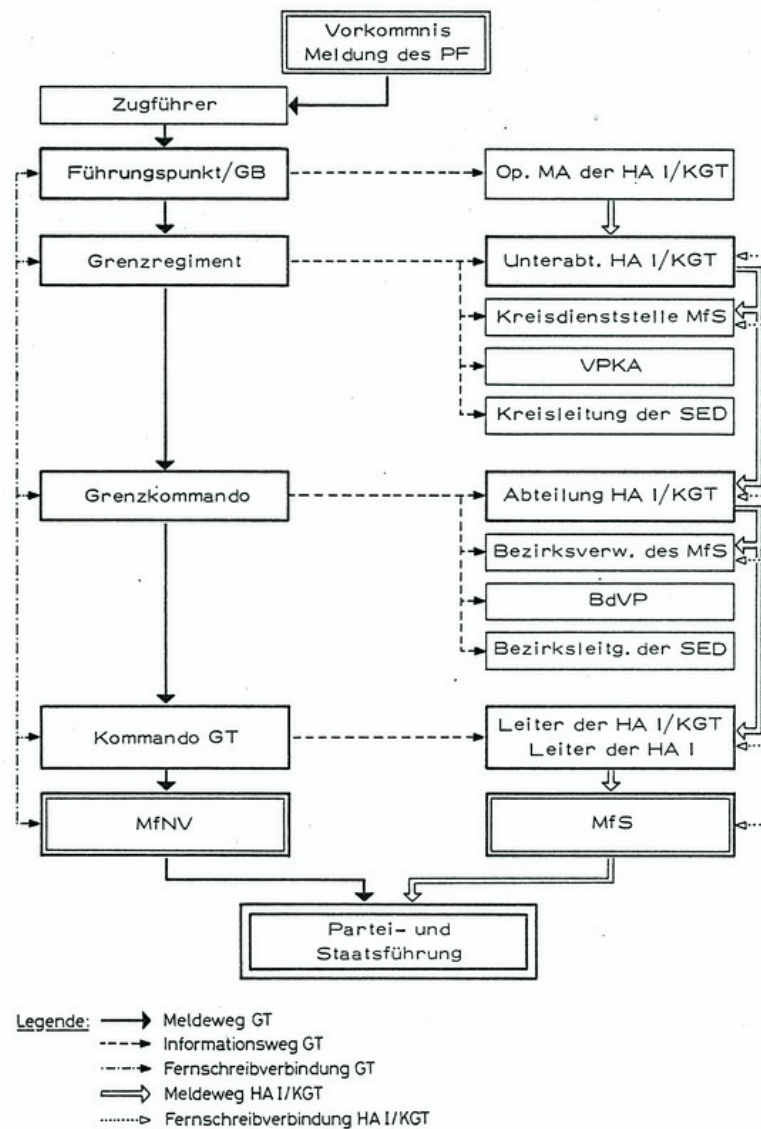 Vorkommnis
Meldung des PF
Zugführer
Führungspunkt/GB
Op. MA der HA I/KGT
Grenzregiment
Unterabt. HA I/KGT
Kreisdienststelle MfS
VPKA
Kreisleitung der SED
Grenzkommando
Abteilung HA I/KGT
Bezirksverw. des MfS
BdVP
Bezirksleitg. der SED
Kommando GT
Leiter der HA I/KGT
Leiter der HA I
MfNV
MfS
Partei- und
Staatsführung
Legende:
Meldeweg GT
Informationsweg GT
Fernschreibverbindung GT
Meldeweg HA I/KGT
Fernschreibverbindung HA I/KGT